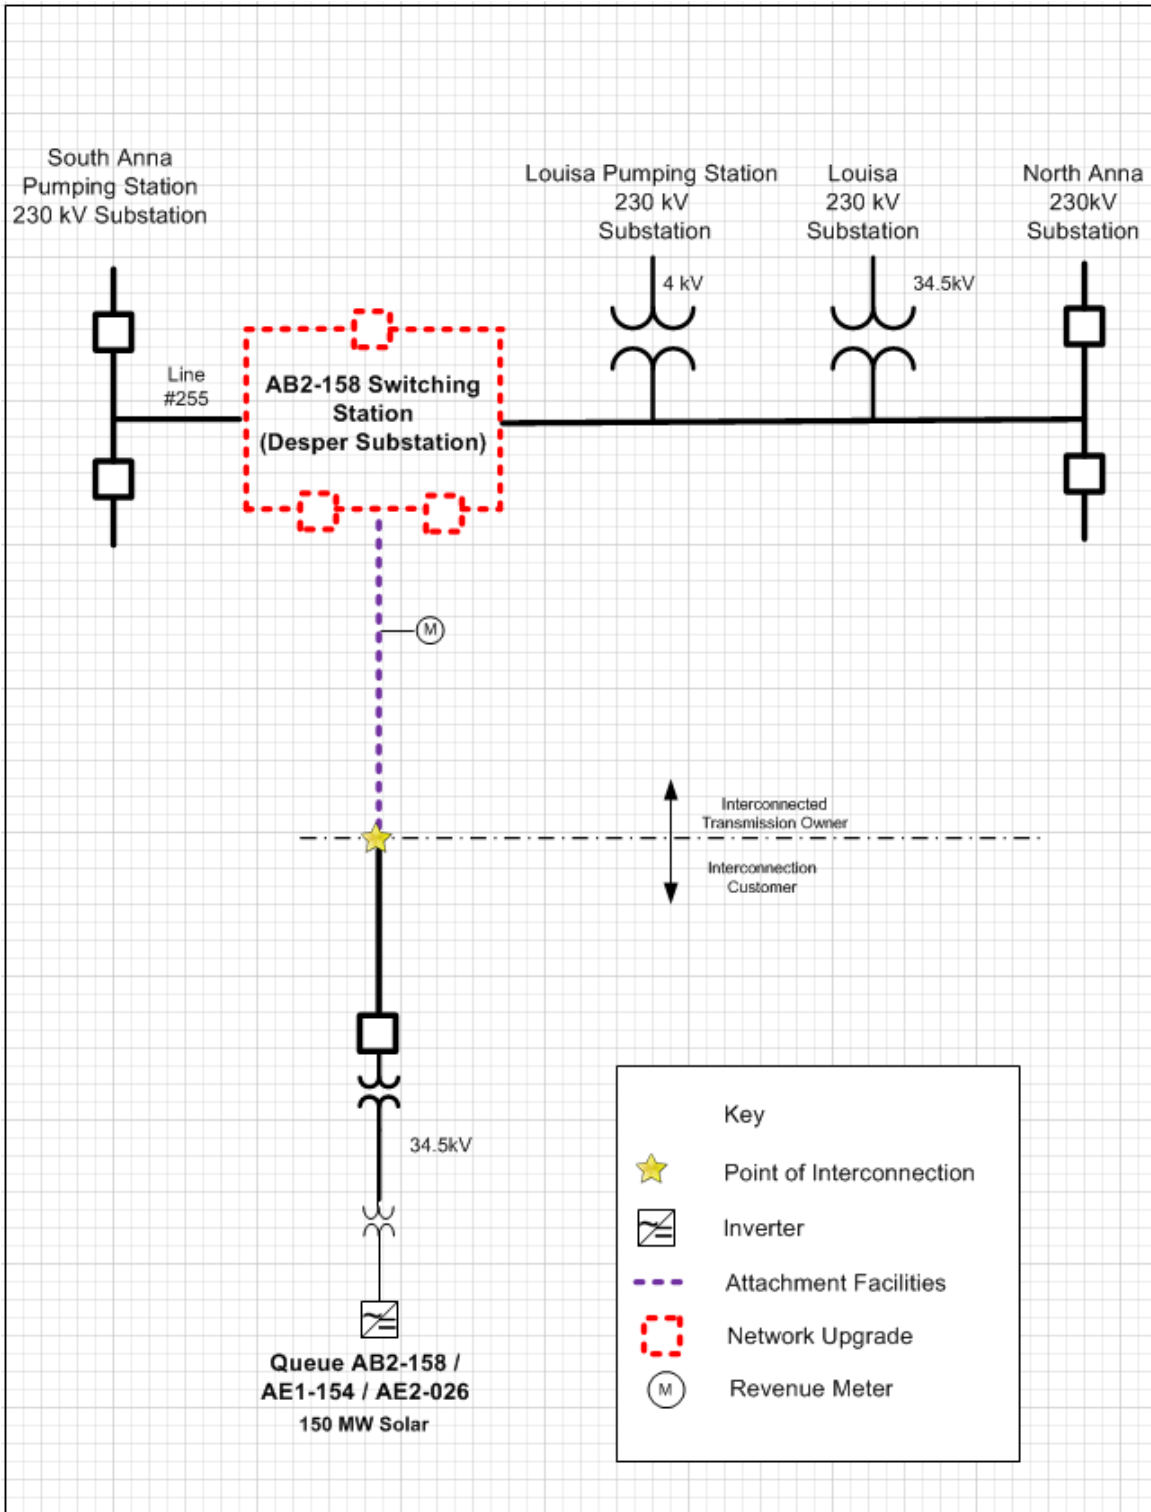 South Anna
Pumping Station
230 kV Substation
Louisa Pumping Station
230 kV
Substation
Louisa
230 kV
Substation
North Anna
230kV
Substation
4 kV
34.5kV
Line
#255
AB2-158 Switching
Station
(Desper Substation)
M
Interconnected
Transmission Owner
Interconnection
Customer
34.5kV
Queue AB2-158 /
AE1-154 / AE2-026
150 MW Solar
Key
Point of Interconnection
Inverter
Attachment Facilities
Network Upgrade
M Revenue Meter